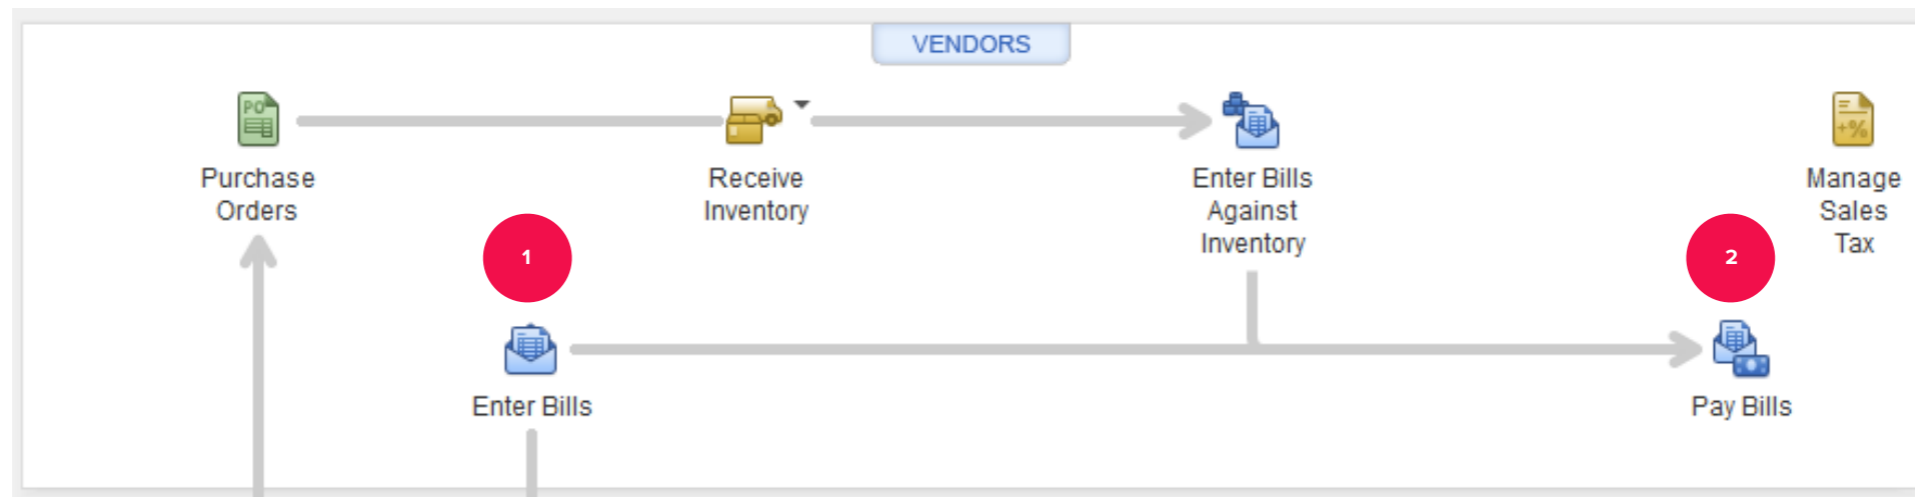 VENDORS
PO
+%
Purchase
Orders
Receive
Inventory
Enter Bills
Against
Inventory
Manage
Sales
Tax
1
2
Enter Bills
Pay Bills